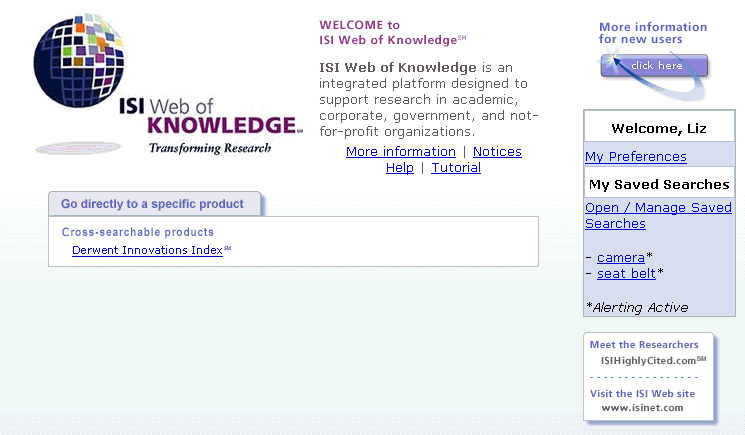 ISI Web of
KNOWLEDGE℠
Transforming Research
WELCOME to
ISI Web of Knowledge℠
ISI Web of Knowledge is an
integrated platform designed to
support research in academic,
corporate, government, and not-
for-profit organizations.
More information | Notices
Help | Tutorial
Go directly to a specific product
Cross-searchable products
Derwent Innovations Index℠
More information
for new users
click here
Welcome, Liz
My Preferences
My Saved Searches
Open / Manage Saved
Searches
- camera*
- seat belt*
*Alerting Active
Meet the Researchers
ISIHighlyCited.com℠
Visit the ISI Web site
www.isinet.com